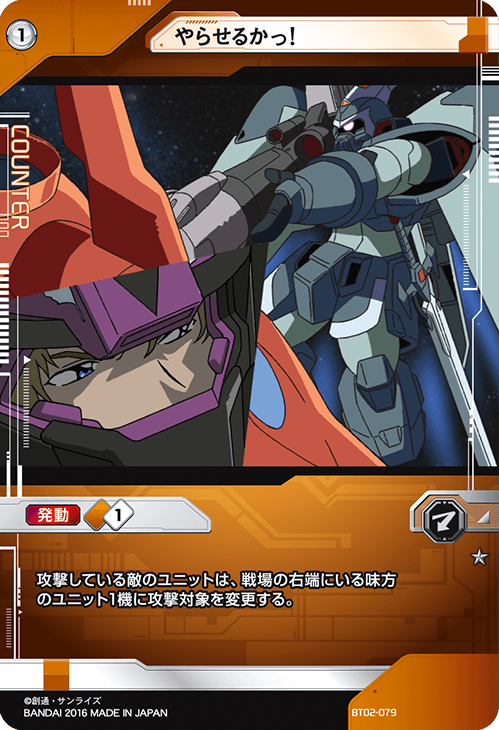 1
やらせるかっ!
COUNTER
発動
1
マ
攻撃している敵のユニットは、戦場の右端にいる味方
のユニット1機に攻撃対象を変更する。
©創通・サンライズ
BANDAI 2016 MADE IN JAPAN
BT02-079